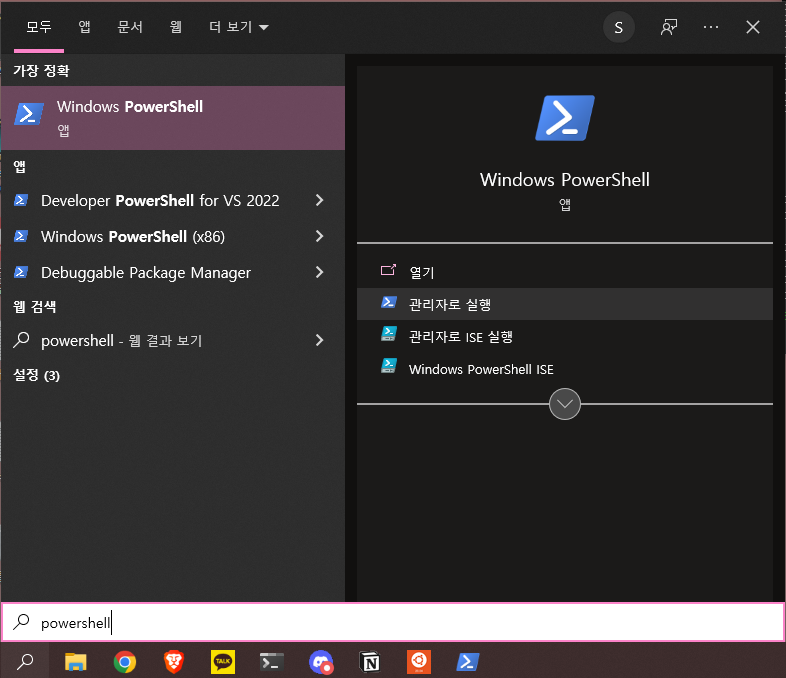 모두 앱 문서 웹 더 보기 S
가장 정확
Windows PowerShell
앱
앱
Developer PowerShell for VS 2022
Windows PowerShell (x86)
Debuggable Package Manager
웹 검색
powershell - 웹 결과 보기
설정 (3)
Windows PowerShell
앱
열기
관리자로 실행
관리자로 ISE 실행
Windows PowerShell ISE
powershell
TALK